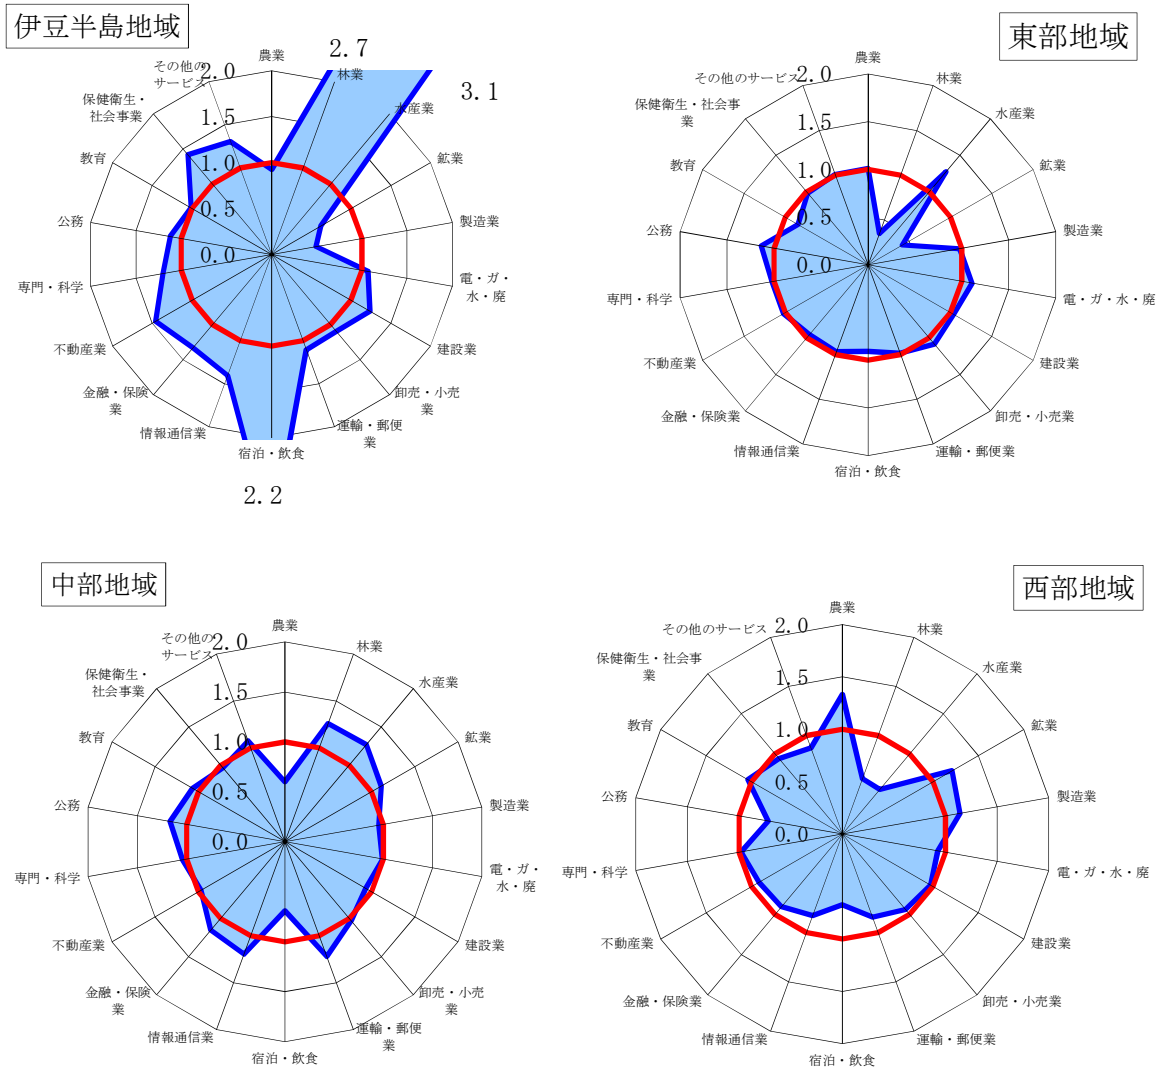 伊豆半島地域
2.7
3.1
農業
林業
水産業
鉱業
製造業
電・ガ・
水・廃
建設業
卸売・小売
業
運輸・郵便
業
宿泊・飲食
2.2
情報通信業
金融・保険
業
不動産業
専門・科学
公務
教育
保健衛生・
社会事業
その他の
サービス
2.0
1.5
1.0
0.5
0.0
東部地域
農業
林業
水産業
鉱業
製造業
電・ガ・水・廃
建設業
卸売・小売業
運輸・郵便業
宿泊・飲食
情報通信業
金融・保険業
不動産業
専門・科学
公務
教育
保健衛生・社会事
業
その他のサービス
2.0
1.5
1.0
0.5
0.0
中部地域
農業
林業
水産業
鉱業
製造業
電・ガ・
水・廃
建設業
卸売・小売
業
運輸・郵便
業
宿泊・飲食
情報通信業
金融・保険
業
不動産業
専門・科学
公務
教育
保健衛生・
社会事業
その他の
サービス
2.0
1.5
1.0
0.5
0.0
西部地域
農業
林業
水産業
鉱業
製造業
電・ガ・水・廃
建設業
卸売・小売業
運輸・郵便業
宿泊・飲食
情報通信業
金融・保険業
不動産業
専門・科学
公務
教育
保健衛生・社会事
業
その他のサービス
2.0
1.5
1.0
0.5
0.0